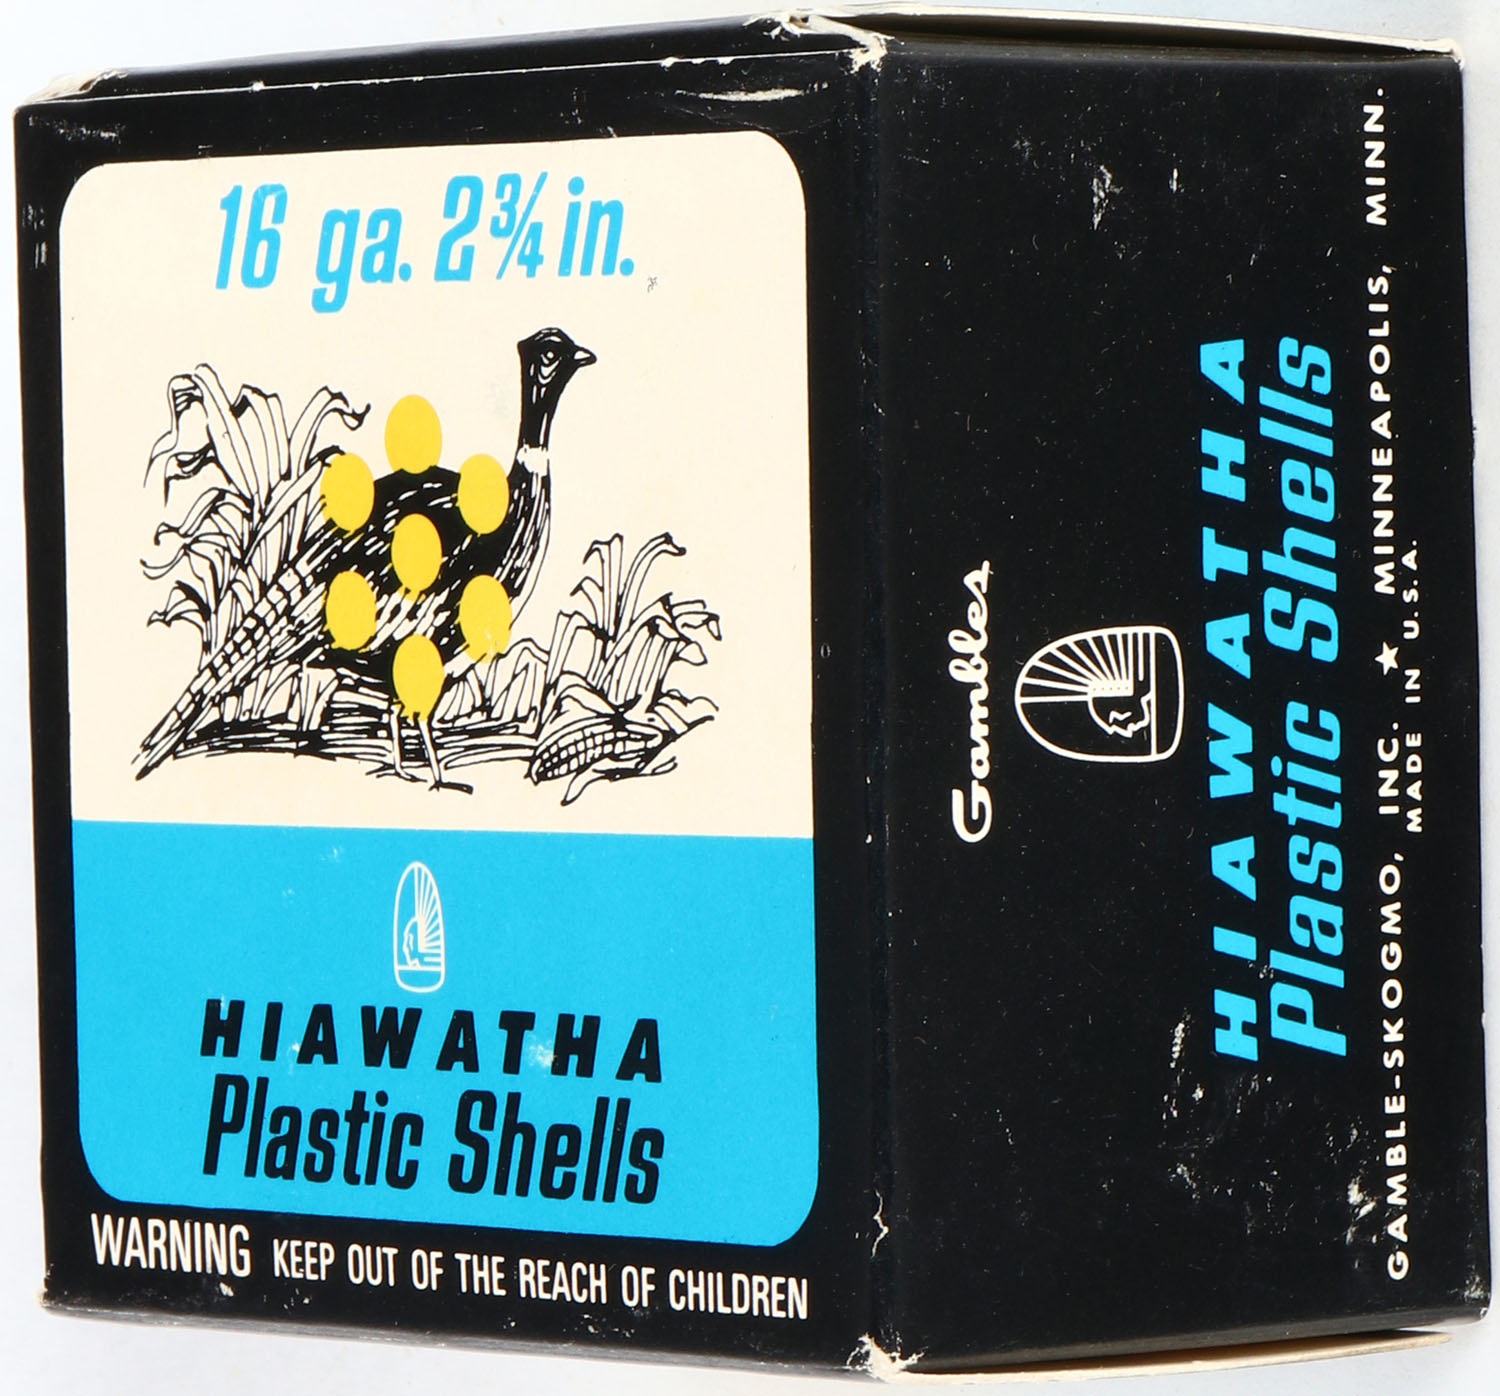 16 ga. 2¾ in.
HIAWATHA
Plastic Shells
WARNING KEEP OUT OF THE REACH OF CHILDREN
Gambles
HIAWATHA
Plastic Shells
GAMBLE-SKOGMO, INC. ★ MINNEAPOLIS, MINN.
MADE IN U.S.A.